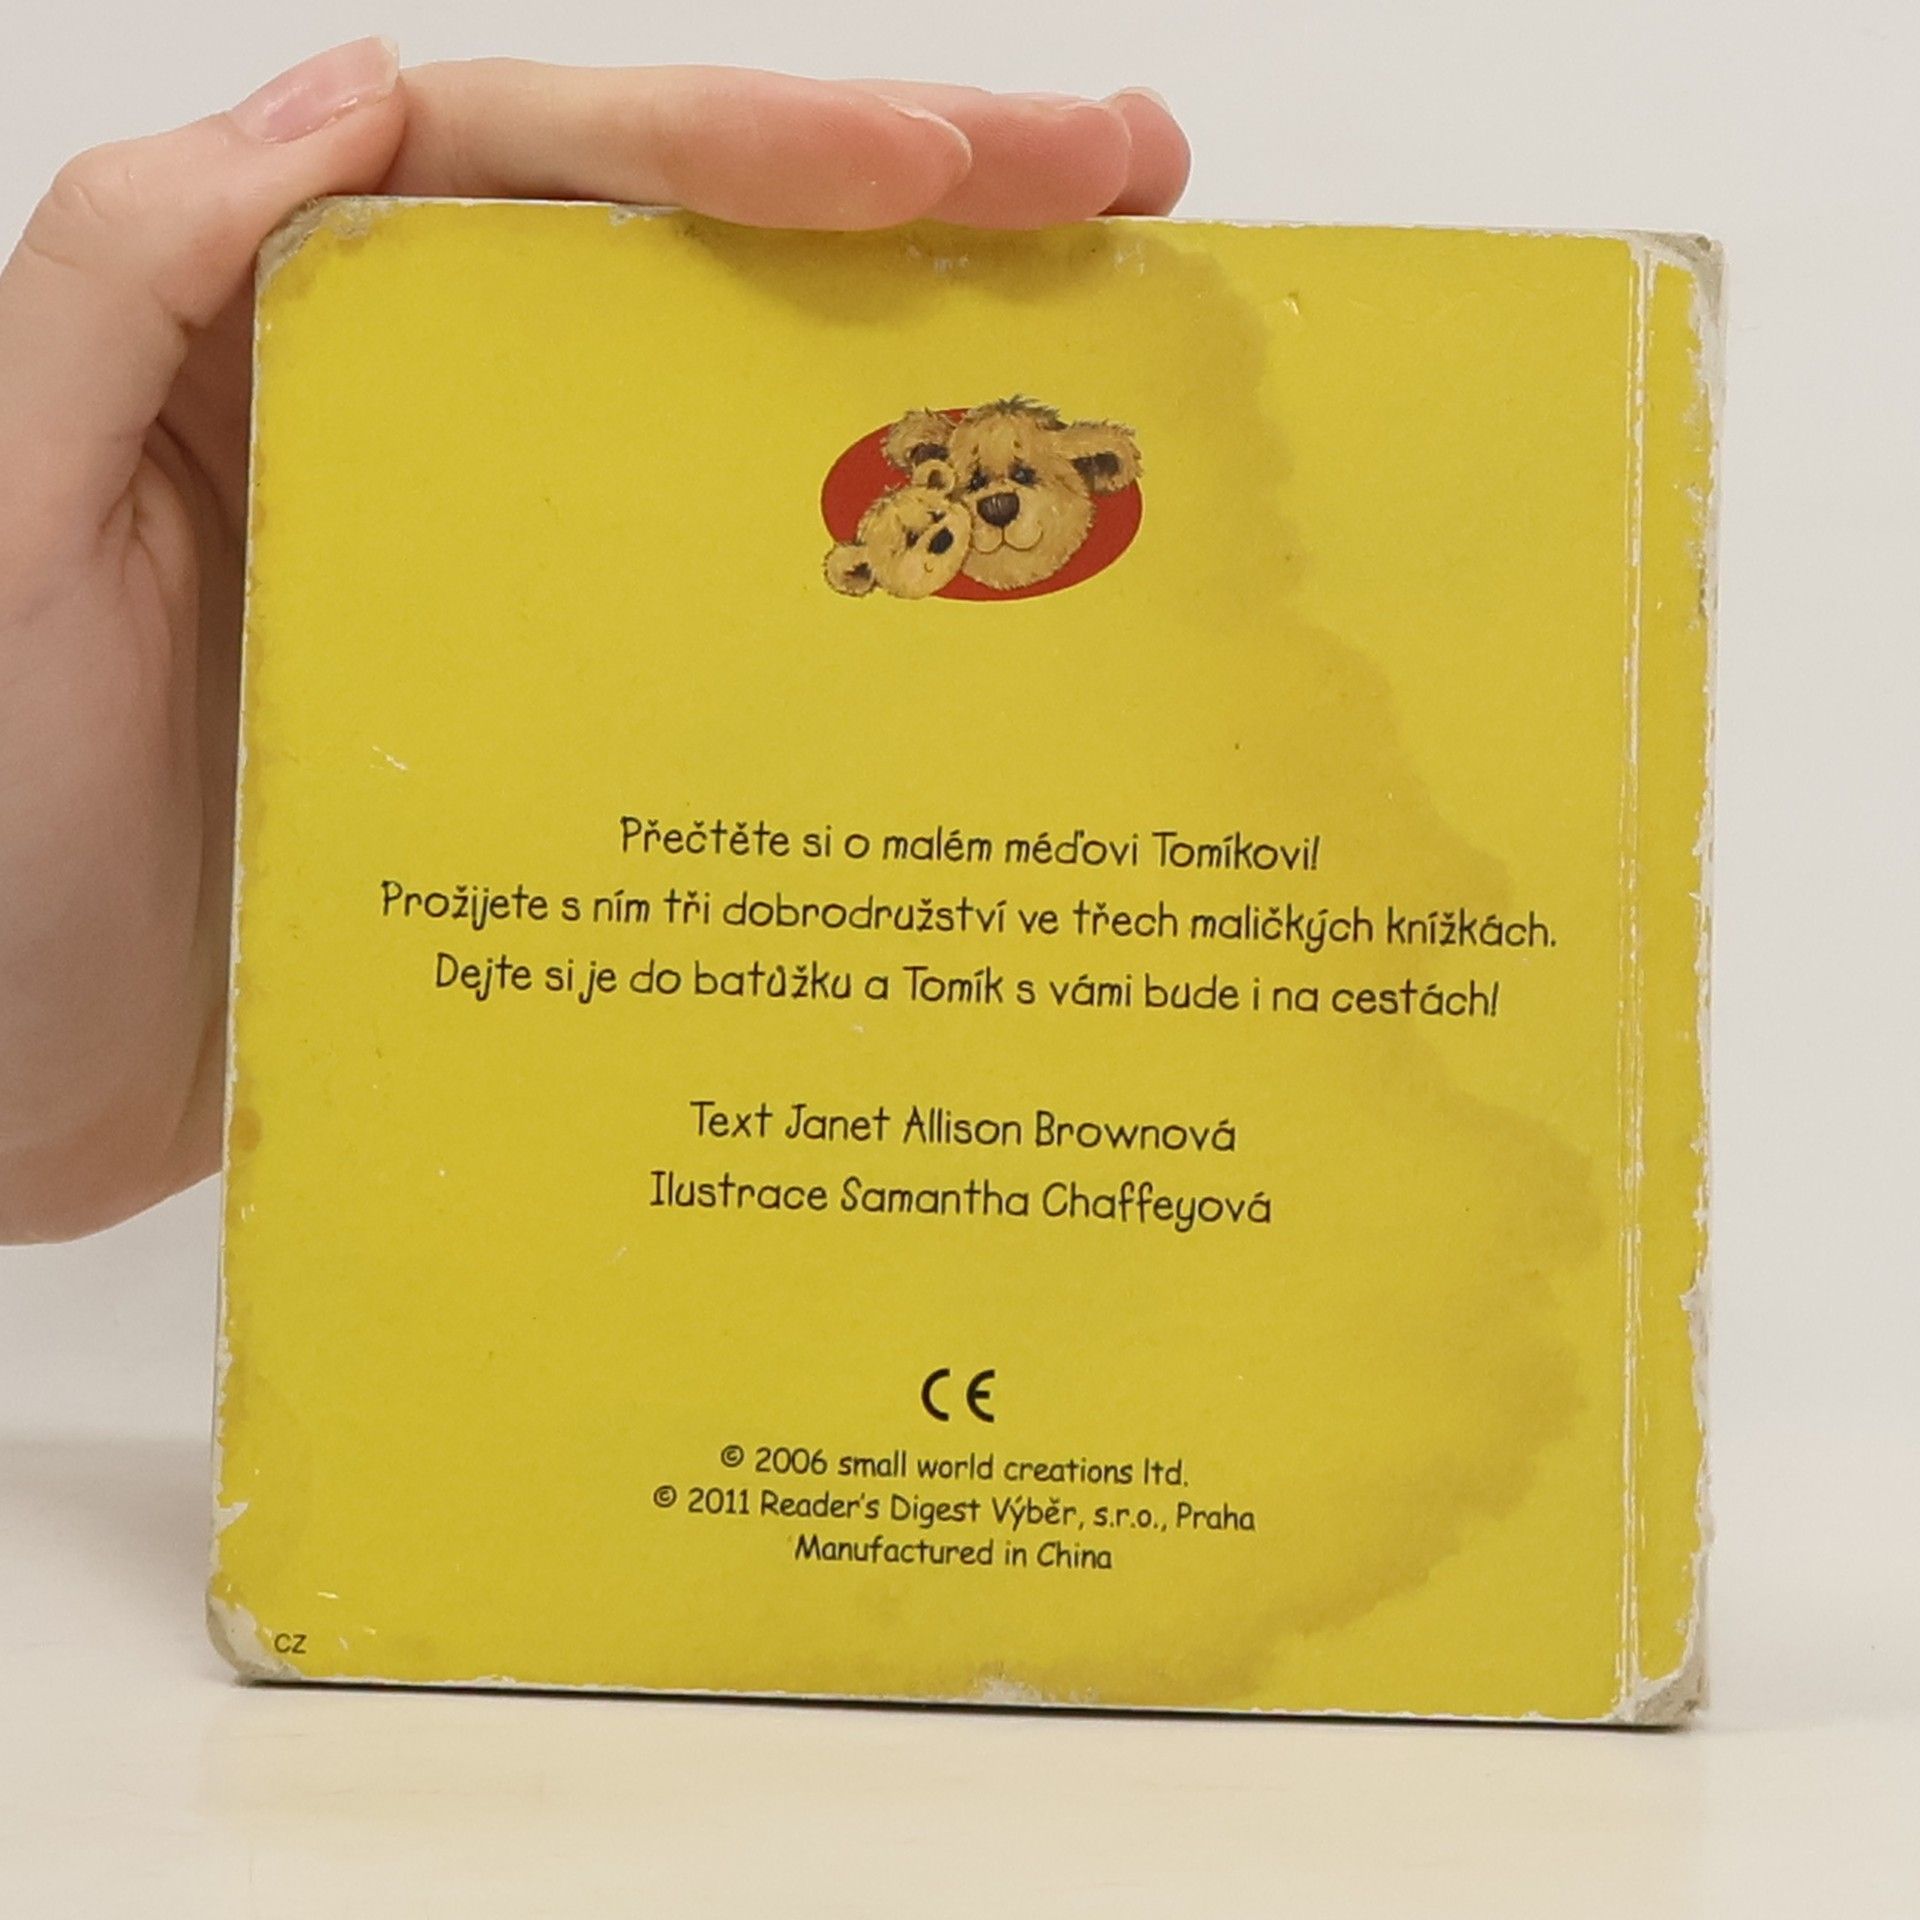 Přečtěte si o malém méďovi Tomíkovi!
Prožijete s ním tři dobrodružství ve třech maličkých knížkách.
Dejte si je do batůžku a Tomík s vámi bude i na cestách!
Text Janet Allison Brownová
Ilustrace Samantha Chaffeyová
CE
© 2006 small world creations ltd.
© 2011 Reader's Digest Výběr, s.r.o., Praha
Manufactured in China
CZ